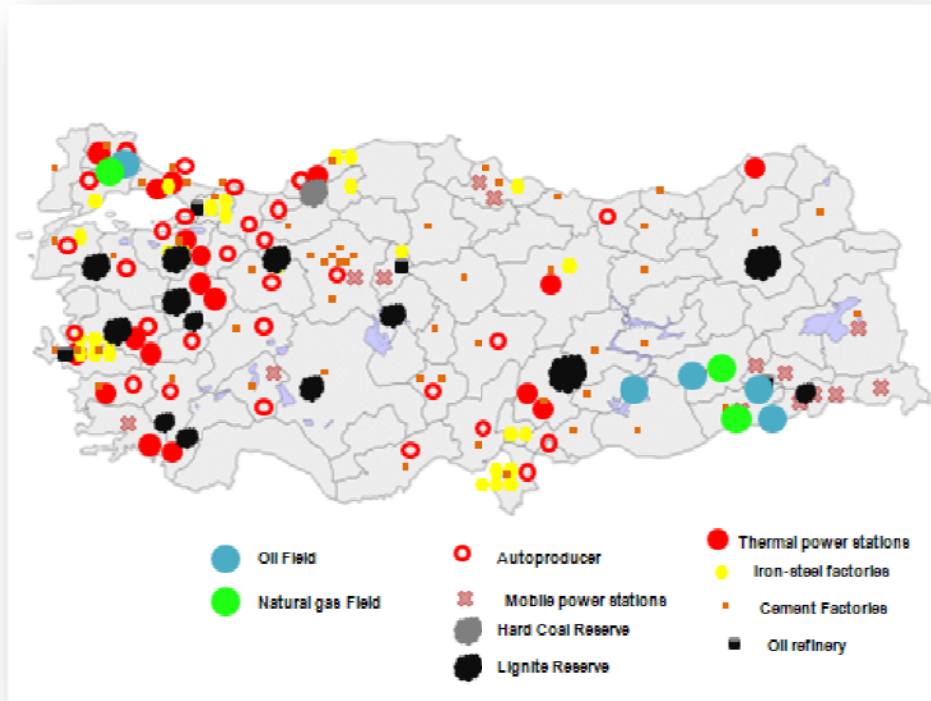 Oil Field
Natural gas Field
Autoproducer
Mobile power stations
Hard Coal Reserve
Lignite Reserve
Thermal power stations
Iron-steel factories
Cement Factories
Oil refinery